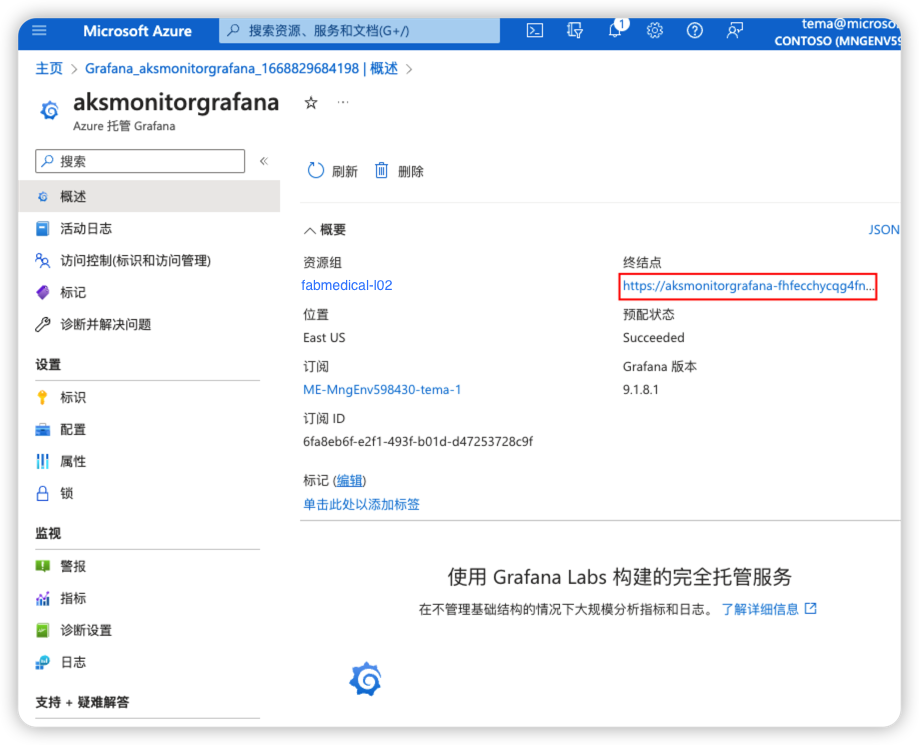 Microsoft Azure
搜索资源、服务和文档(G+/)
1
tema@microsof
CONTOSO (MNGENV59
主页 > Grafana_aksmonitorgrafana_1668829684198 | 概述 >
aksmonitorgrafana
Azure 托管 Grafana
搜索
刷新
删除
概述
活动日志
访问控制(标识和访问管理)
标记
诊断并解决问题
设置
标识
配置
属性
锁
监视
警报
指标
诊断设置
日志
支持 + 疑难解答
概要
JSON
资源组
fabmedical-l02
位置
East US
订阅
ME-MngEnv598430-tema-1
订阅 ID
6fa8eb6f-e2f1-493f-b01d-d47253728c9f
标记 (编辑)
单击此处以添加标签
终结点
https://aksmonitorgrafana-fhfecchycqg4fn...
预配状态
Succeeded
Grafana 版本
9.1.8.1
使用 Grafana Labs 构建的完全托管服务
在不管理基础结构的情况下大规模分析指标和日志。 了解详细信息